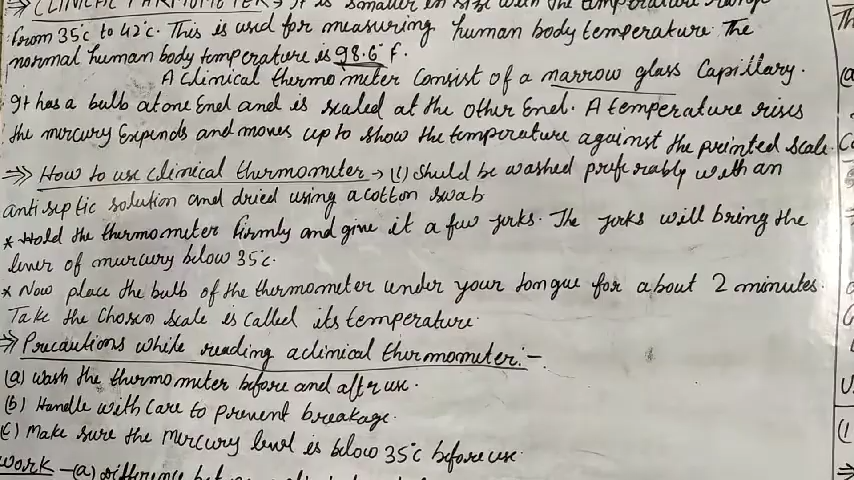 ⇒ CLINICAL THERMOMETER → It is smaller in size with the temperature range
from 35°c to 42°c. This is used for measuring human body temperature. The
normal human body temperature is 98.6° F.
A Clinical thermometer Consist of a narrow glass Capillary.
It has a bulb at one End and is sealed at the other End. A temperature rises
the mercury Expends and moves up to show the temperature against the printed scale.
⇒ How to use clinical thermometer → (1) Should be washed preferably with an
antiseptic solution and dried using a cotton swab
* Hold the thermometer firmly and give it a few jerks. The jerks will bring the
liver of mercury below 35°c.
* Now place the bulb of the thermometer under your tongue for about 2 minutes.
Take the Chosen scale is called its temperature.
⇒ Precautions while reading a clinical thermometer:-
(a) wash the thermometer before and after use.
(b) Handle with Care to prevent breakage.
(c) Make sure the mercury level is below 35°C before use.
Work - (a) difference